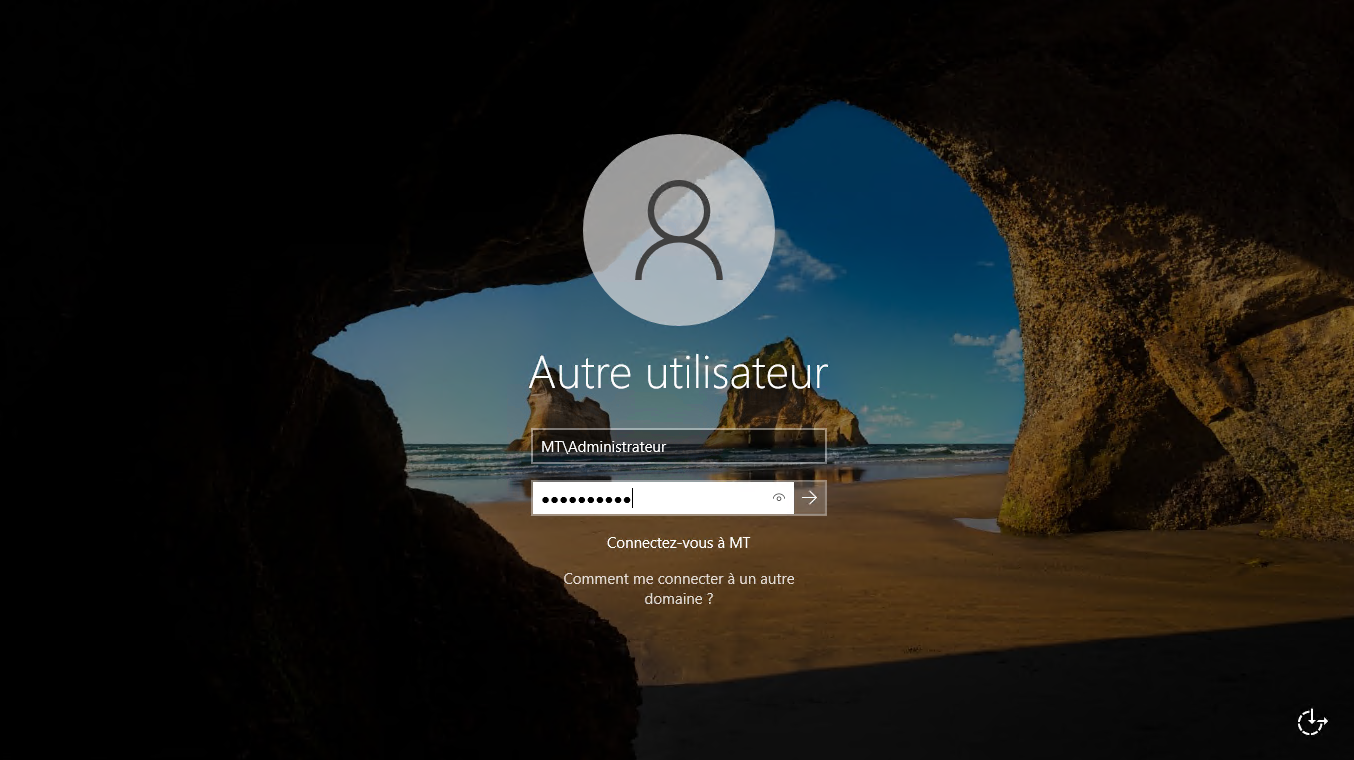 Autre utilisateur
MT\Administrateur
Connectez-vous à MT
Comment me connecter à un autre
domaine ?